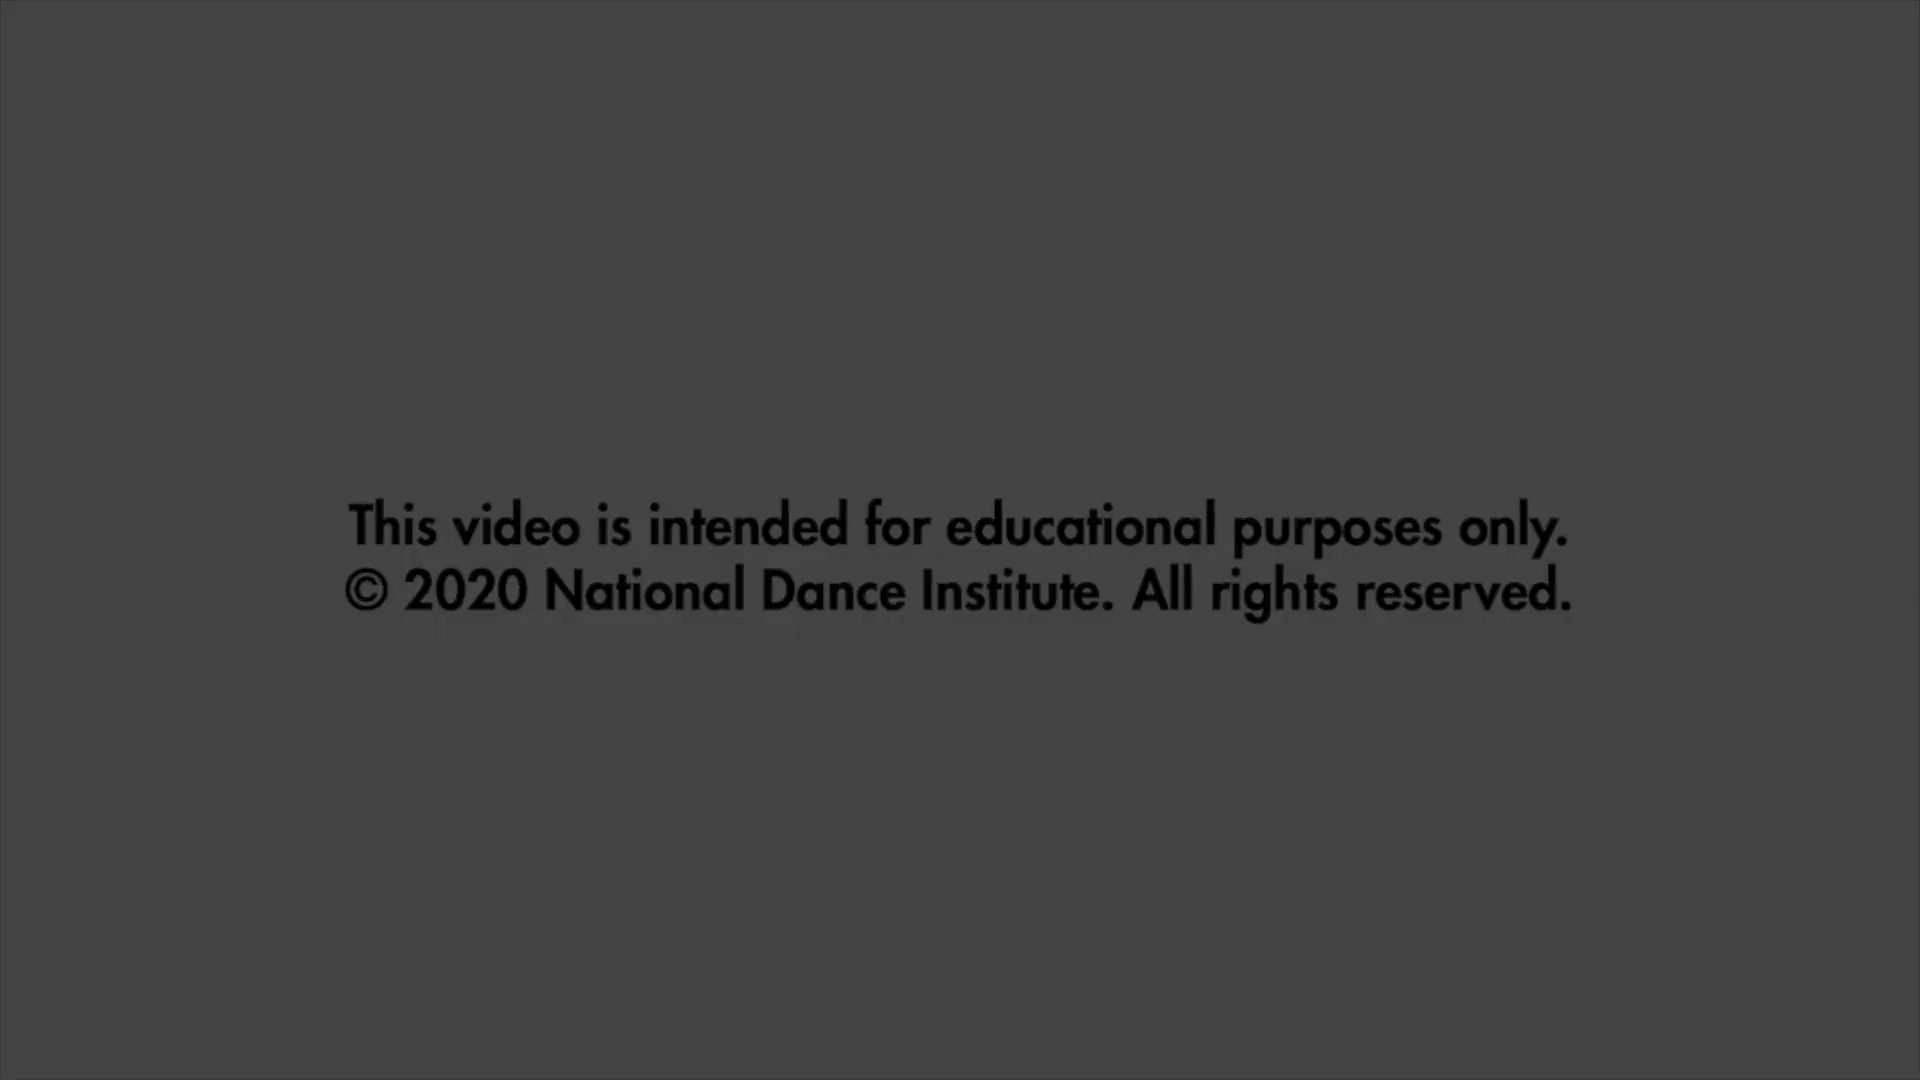 This video is intended for educational purposes only.
© 2020 National Dance Institute. All rights reserved.